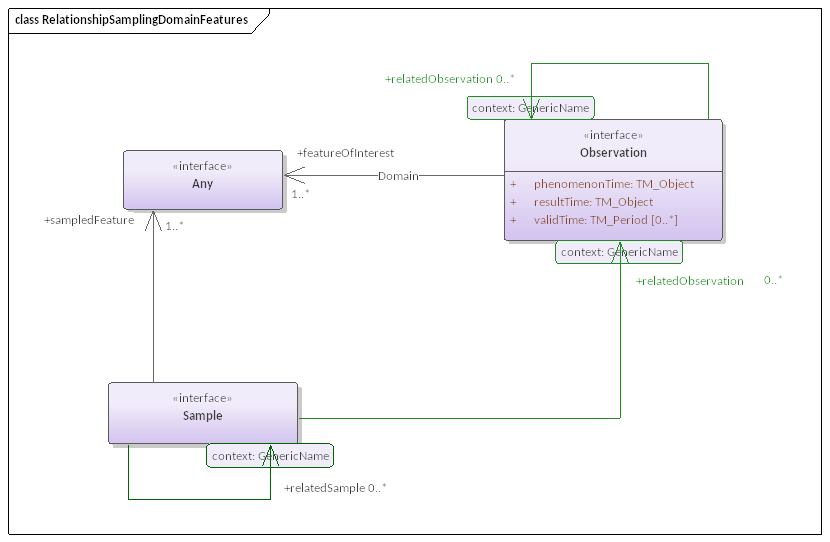 class RelationshipSamplingDomainFeatures
+relatedObservation 0..*
context: GenericName
«interface»
Observation
+ phenomenonTime: TM_Object
+ resultTime: TM_Object
+ validTime: TM_Period [0..*]
context: GenericName
+featureOfInterest
Domain
1..*
«interface»
Any
+sampledFeature
1..*
+relatedObservation 0..*
«interface»
Sample
context: GenericName
+relatedSample 0..*